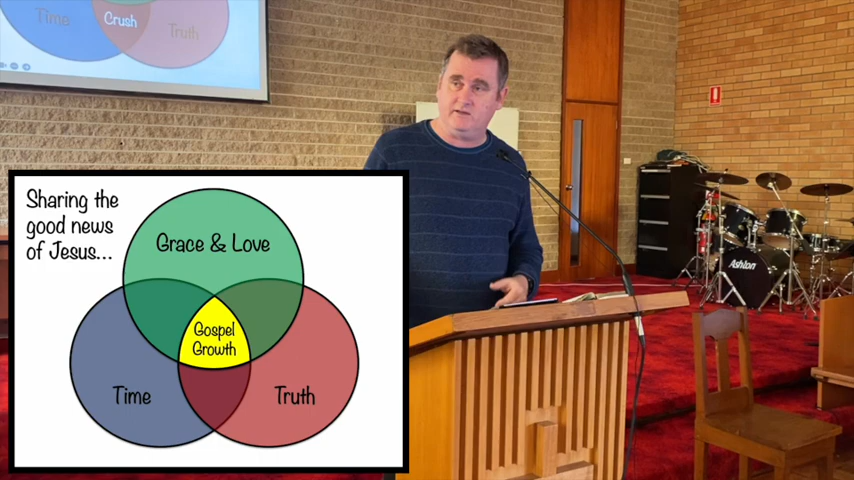 Time
Crush
Truth
Sharing the
good news
of Jesus...
Grace & Love
Gospel
Growth
Time
Truth
Ashton